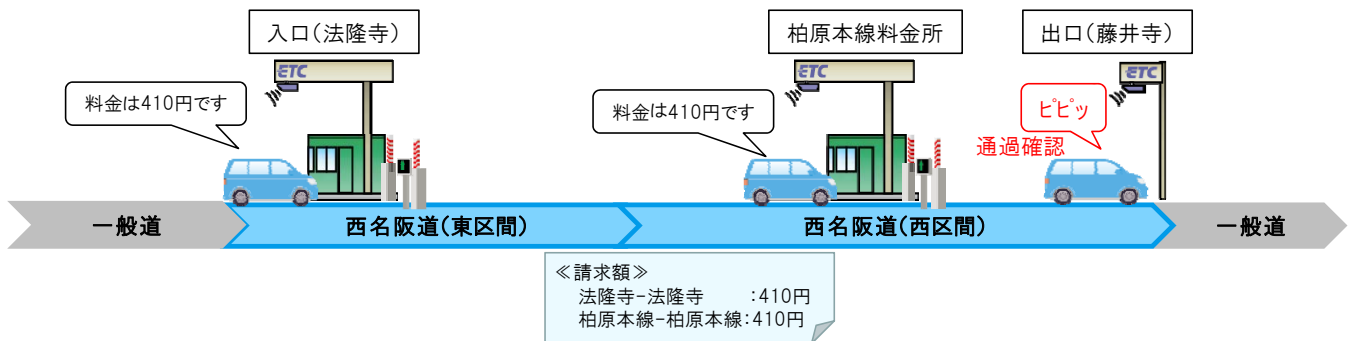 入口(法隆寺)
柏原本線料金所
出口(藤井寺)
ETC
ETC
ETC
料金は410円です
料金は410円です
ピピッ
通過確認
一般道
西名阪道(東区間)
西名阪道(西区間)
一般道
≪請求額≫
法隆寺-法隆寺 :410円
柏原本線-柏原本線:410円